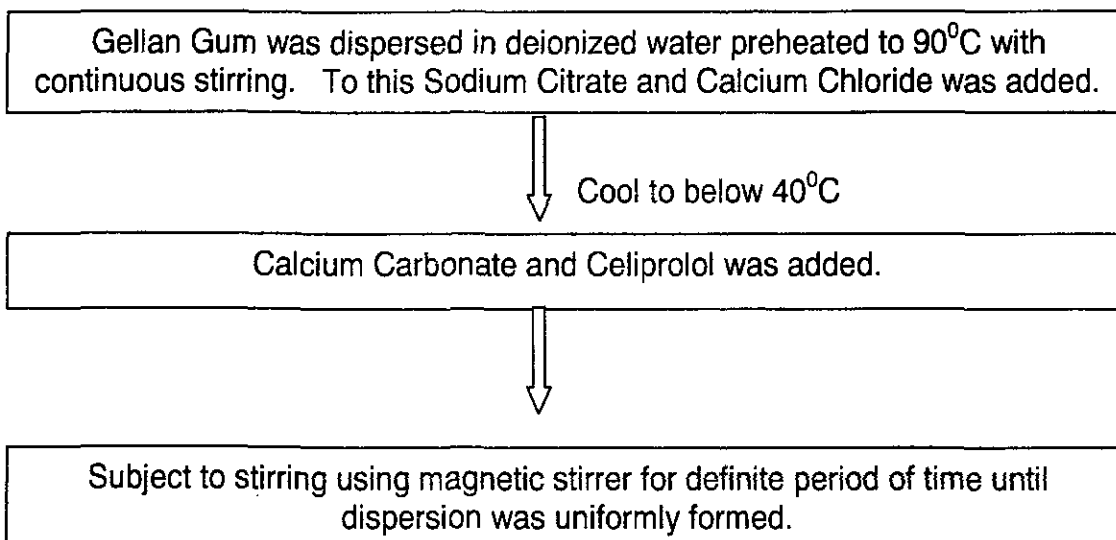 Gellan Gum was dispersed in deionized water preheated to 90⁰C with
continuous stirring. To this Sodium Citrate and Calcium Chloride was added.
Cool to below 40⁰C
Calcium Carbonate and Celiprolol was added.
Subject to stirring using magnetic stirrer for definite period of time until
dispersion was uniformly formed.